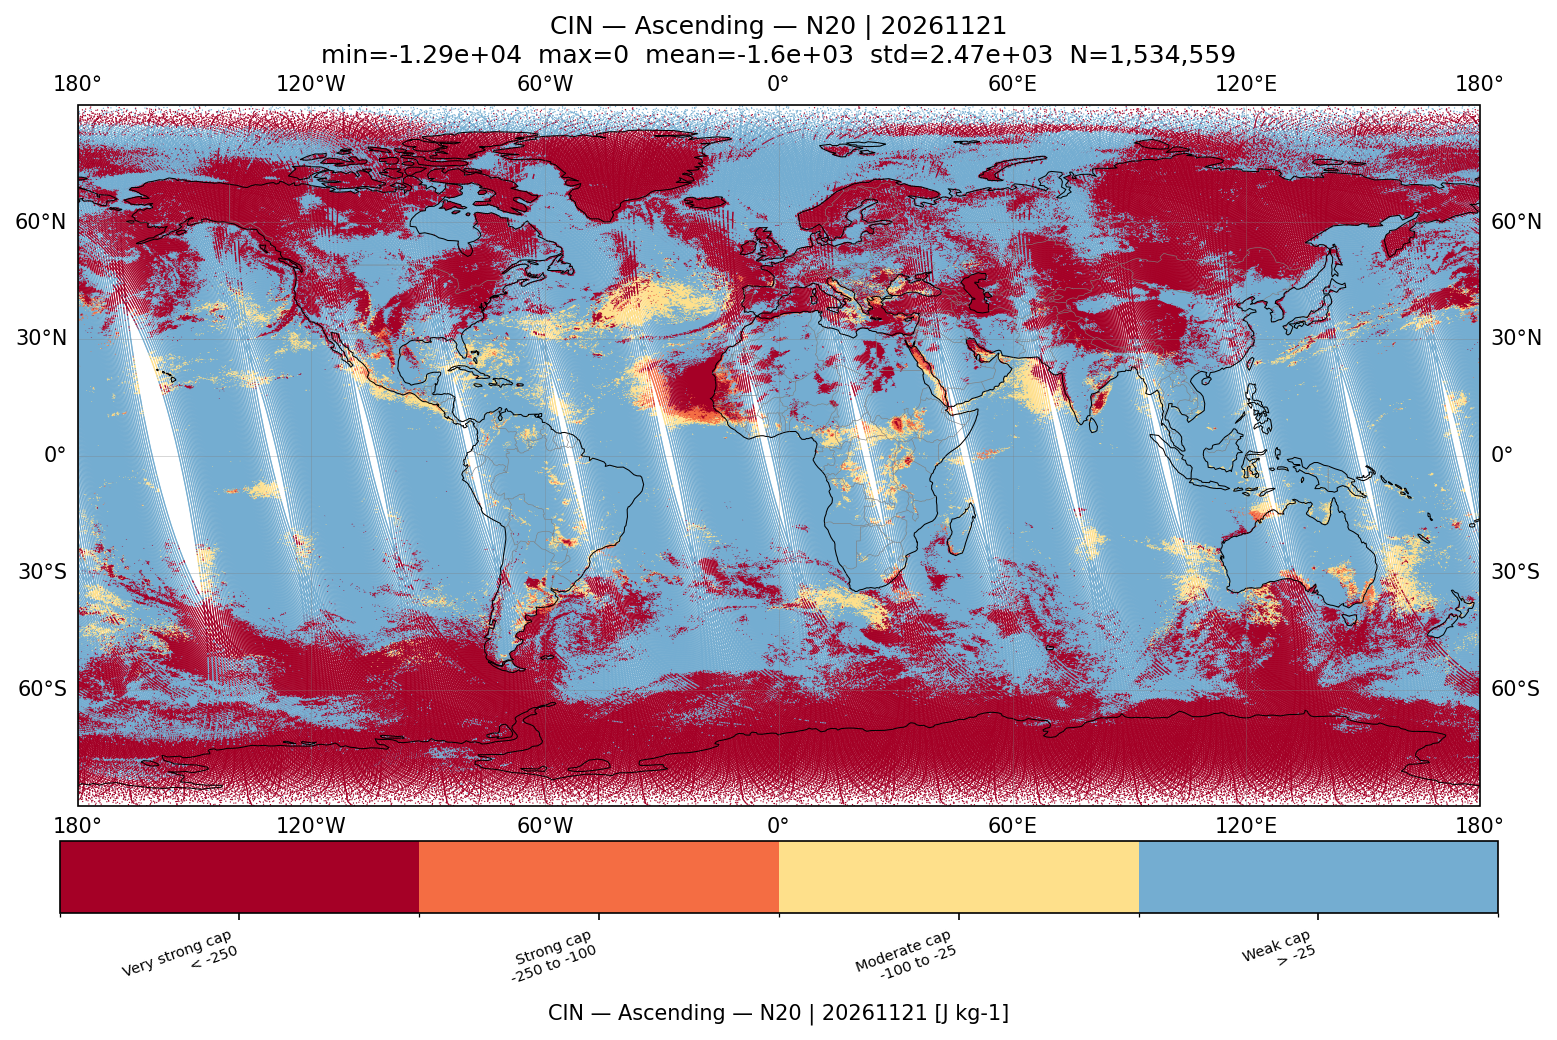 CIN — Ascending — N20 | 20261121
min=-1.29e+04  max=0  mean=-1.6e+03  std=2.47e+03  N=1,534,559
180° 120°W 60°W 0° 60°E 120°E 180°
60°N 60°N
30°N 30°N
0° 0°
30°S 30°S
60°S 60°S
180° 120°W 60°W 0° 60°E 120°E 180°
Very strong cap
< -250
Strong cap
-250 to -100
Moderate cap
-100 to -25
Weak cap
> -25
CIN — Ascending — N20 | 20261121 [J kg-1]